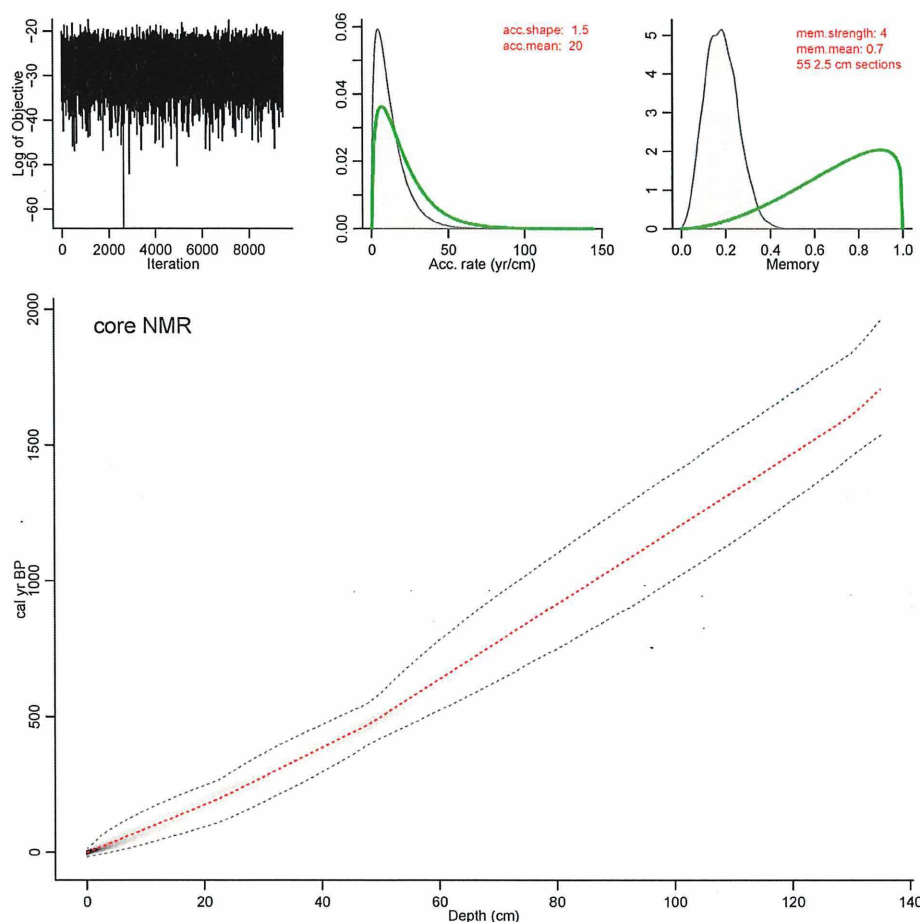 Log of Objective
-20
-30
-40
-50
-60
0 2000 4000 6000 8000
Iteration
acc.shape: 1.5
acc.mean: 20
0.06
0.04
0.02
0.00
0 50 100 150
Acc. rate (yr/cm)
mem.strength: 4
mem.mean: 0.7
55 2.5 cm sections
5
4
3
2
1
0
0.0 0.2 0.4 0.6 0.8 1.0
Memory
core NMR
cal yr BP
2000
1500
1000
500
0
0 20 40 60 80 100 120 140
Depth (cm)